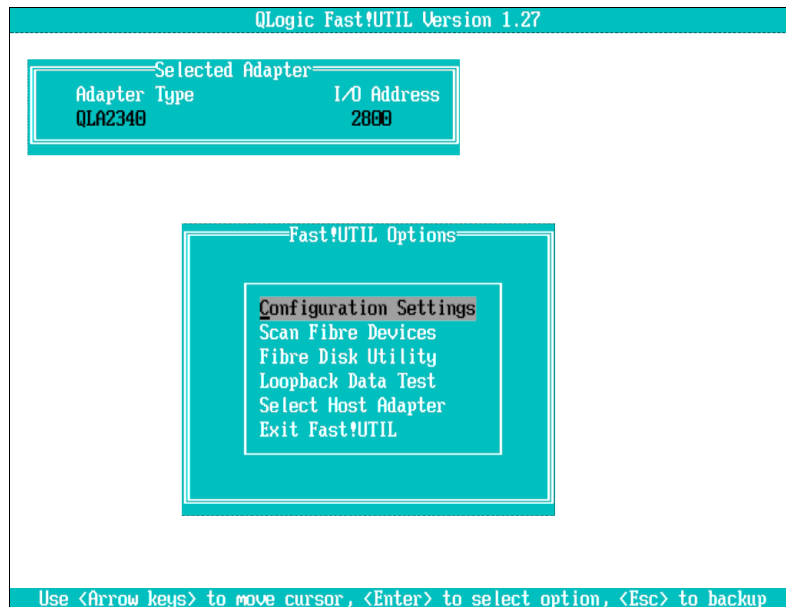 QLogic Fast!UTIL Version 1.27
Selected Adapter
Adapter Type I/O Address
QLA2340 2800
Fast!UTIL Options
Configuration Settings
Scan Fibre Devices
Fibre Disk Utility
Loopback Data Test
Select Host Adapter
Exit Fast!UTIL
Use <Arrow keys> to move cursor, <Enter> to select option, <Esc> to backup